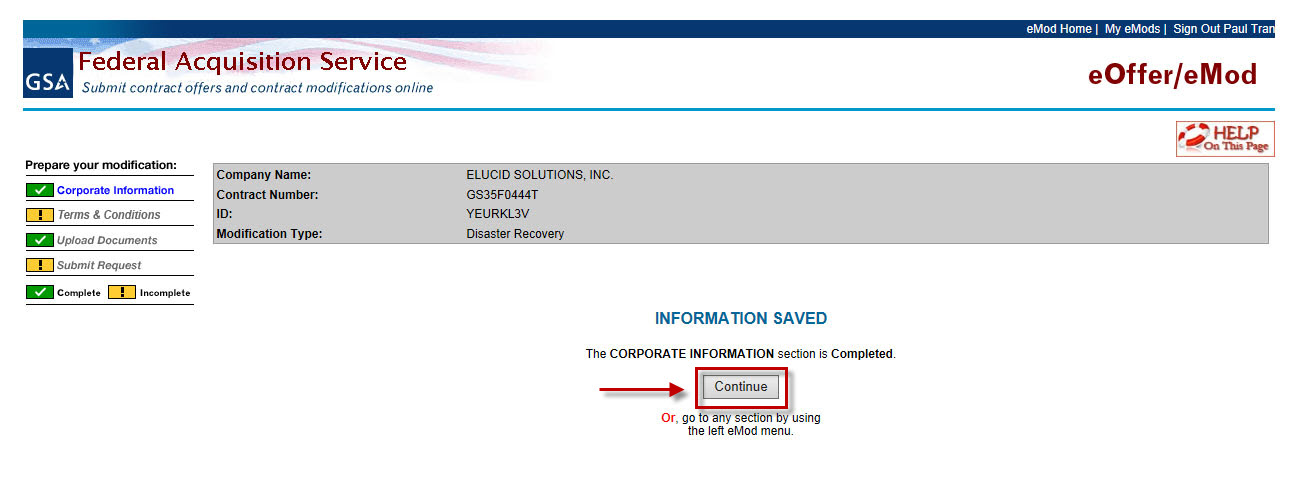 eMod Home | My eMods | Sign Out Paul Tran
GSA
Federal Acquisition Service
Submit contract offers and contract modifications online
eOffer/eMod
HELP
On This Page
Prepare your modification:
Corporate Information
! Terms & Conditions
Upload Documents
! Submit Request
Complete ! Incomplete
Company Name: ELUCID SOLUTIONS, INC.
Contract Number: GS35F0444T
ID: YEURKL3V
Modification Type: Disaster Recovery
INFORMATION SAVED
The CORPORATE INFORMATION section is Completed.
Continue
Or, go to any section by using
the left eMod menu.